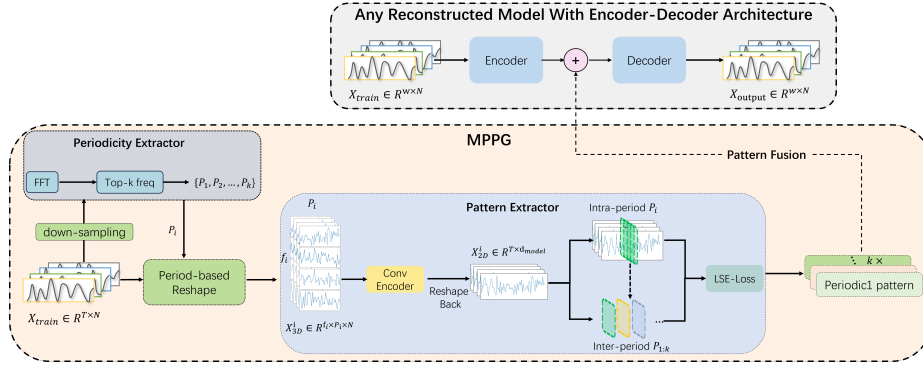 Any Reconstructed Model With Encoder-Decoder Architecture
Encoder
+
Decoder
X_train ∈ R^{w×N}
X_output ∈ R^{w×N}
MPPG
Periodicity Extractor
FFT
Top-k freq
{P_1, P_2, ..., P_k}
Pattern Fusion
down-sampling
P_i
X_train ∈ R^{T×N}
Period-based
Reshape
P_i
f_i
X^i_{3D} ∈ R^{f_i×P_i×N}
Pattern Extractor
Conv
Encoder
Reshape
Back
X^i_{2D} ∈ R^{T×d_{model}}
Intra-period P_i
...
Inter-period P_{1:k}
LSE-Loss
⋱ k ×
Periodic1 pattern